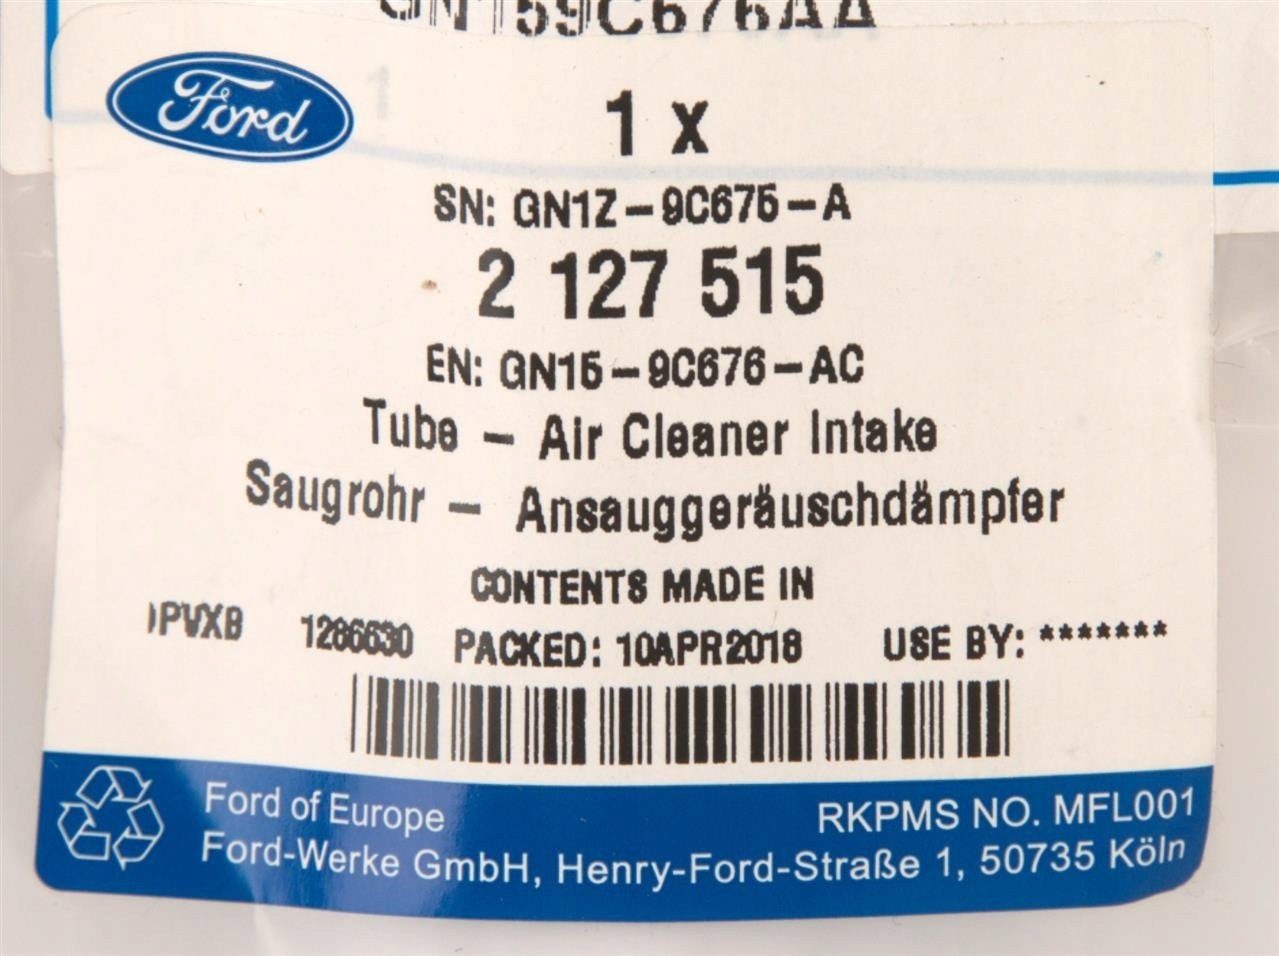 GN159C676AA
Ford
1 x
SN: GN1Z-9C675-A
2 127 515
EN: GN15-9C676-AC
Tube - Air Cleaner Intake
Saugrohr - Ansauggeräuschdämpfer
CONTENTS MADE IN
PVXB 1286630 PACKED: 10APR2018 USE BY: *******
Ford of Europe RKPMS NO. MFL001
Ford-Werke GmbH, Henry-Ford-Straße 1, 50735 Köln